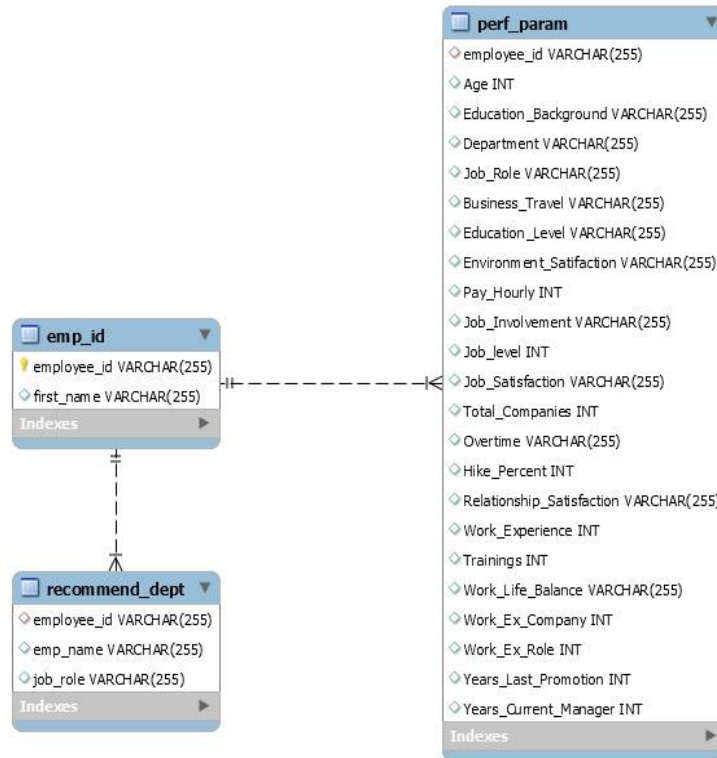 perf_param
employee_id VARCHAR(255)
Age INT
Education_Background VARCHAR(255)
Department VARCHAR(255)
Job_Role VARCHAR(255)
Business_Travel VARCHAR(255)
Education_Level VARCHAR(255)
Environment_Satifaction VARCHAR(255)
Pay_Hourly INT
Job_Involvement VARCHAR(255)
Job_level INT
Job_Satisfaction VARCHAR(255)
Total_Companies INT
Overtime VARCHAR(255)
Hike_Percent INT
Relationship_Satisfaction VARCHAR(255)
Work_Experience INT
Trainings INT
Work_Life_Balance VARCHAR(255)
Work_Ex_Company INT
Work_Ex_Role INT
Years_Last_Promotion INT
Years_Current_Manager INT
Indexes
emp_id
employee_id VARCHAR(255)
first_name VARCHAR(255)
Indexes
recommend_dept
employee_id VARCHAR(255)
emp_name VARCHAR(255)
job_role VARCHAR(255)
Indexes